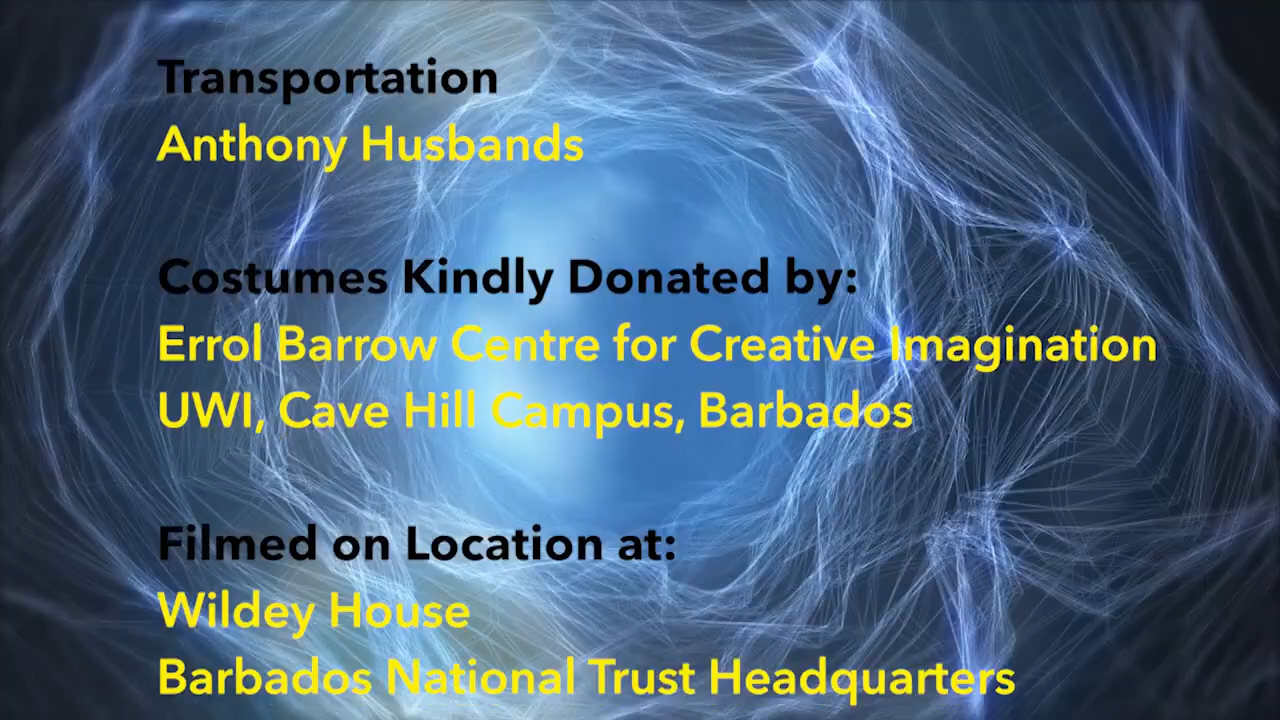 Transportation
Anthony Husbands
Costumes Kindly Donated by:
Errol Barrow Centre for Creative Imagination
UWI, Cave Hill Campus, Barbados
Filmed on Location at:
Wildey House
Barbados National Trust Headquarters